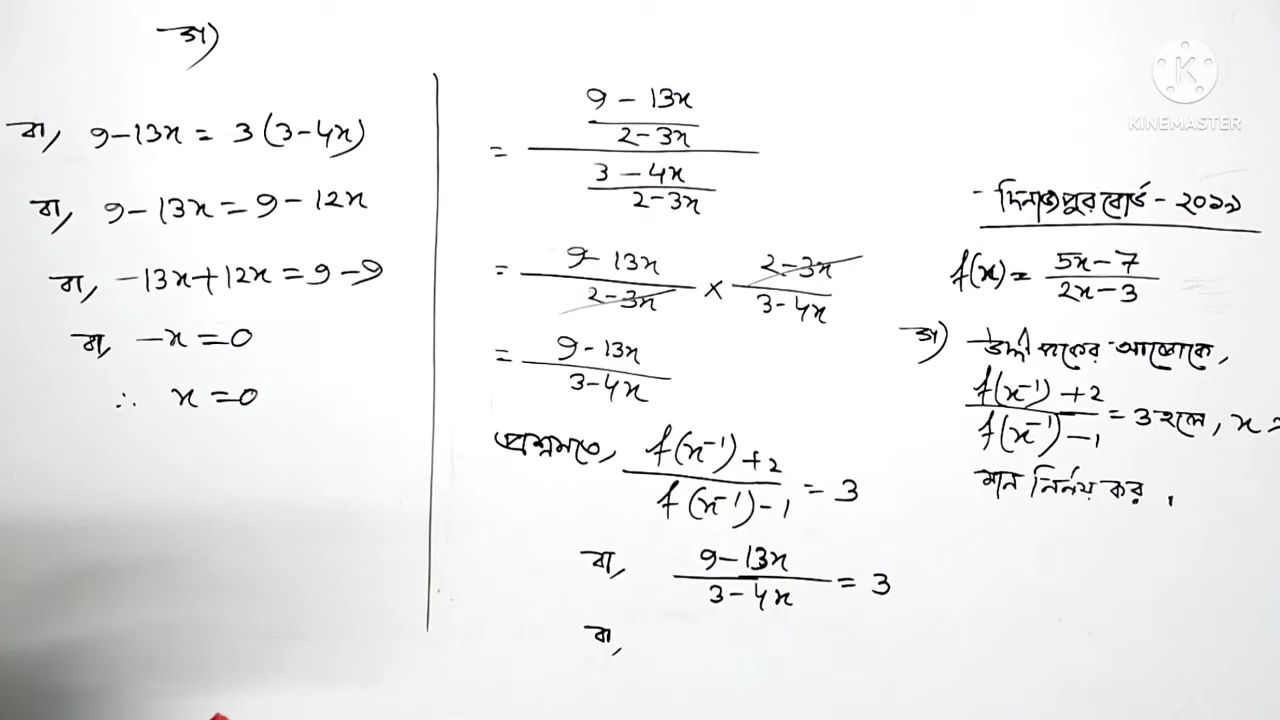 গ)
বা, 9-13x = 3(3-4x)
বা, 9-13x = 9-12x
বা, -13x+12x = 9-9
বা, -x = 0
∴ x = 0
= ((9-13x)/(2-3x))/((3-4x)/(2-3x))
= (9-13x)/(2-3x) × (2-3x)/(3-4x)
= (9-13x)/(3-4x)
প্রশ্নমতে, (f(x⁻¹)+2)/(f(x⁻¹)-1) = 3
বা, (9-13x)/(3-4x) = 3
বা,
KINEMASTER
- দিনাজপুর বোর্ড - ২০১৯
f(x) = (5x-7)/(2x-3)
গ) উদ্দীপকের আলোকে,
(f(x⁻¹)+2)/(f(x⁻¹)-1) = 3 হলে, x
মান নির্নয় কর ।